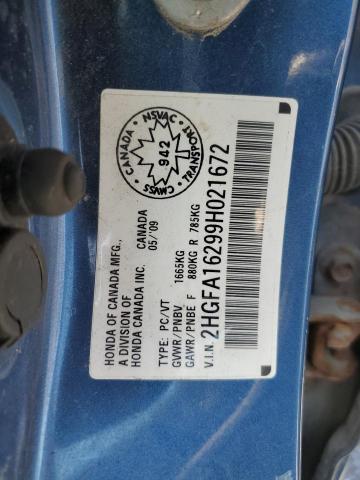 HONDA OF CANADA MFG.,
A DIVISION OF
HONDA CANADA INC.
CANADA
05/'09
CANADA NSVAC TRANSPORT CMVSS
942
TYPE: PC/VT
GVWR/PNBV 1665KG
GAWR/PNBE F 880KG R 785KG
V.I.N. 2HGFA16299H021672